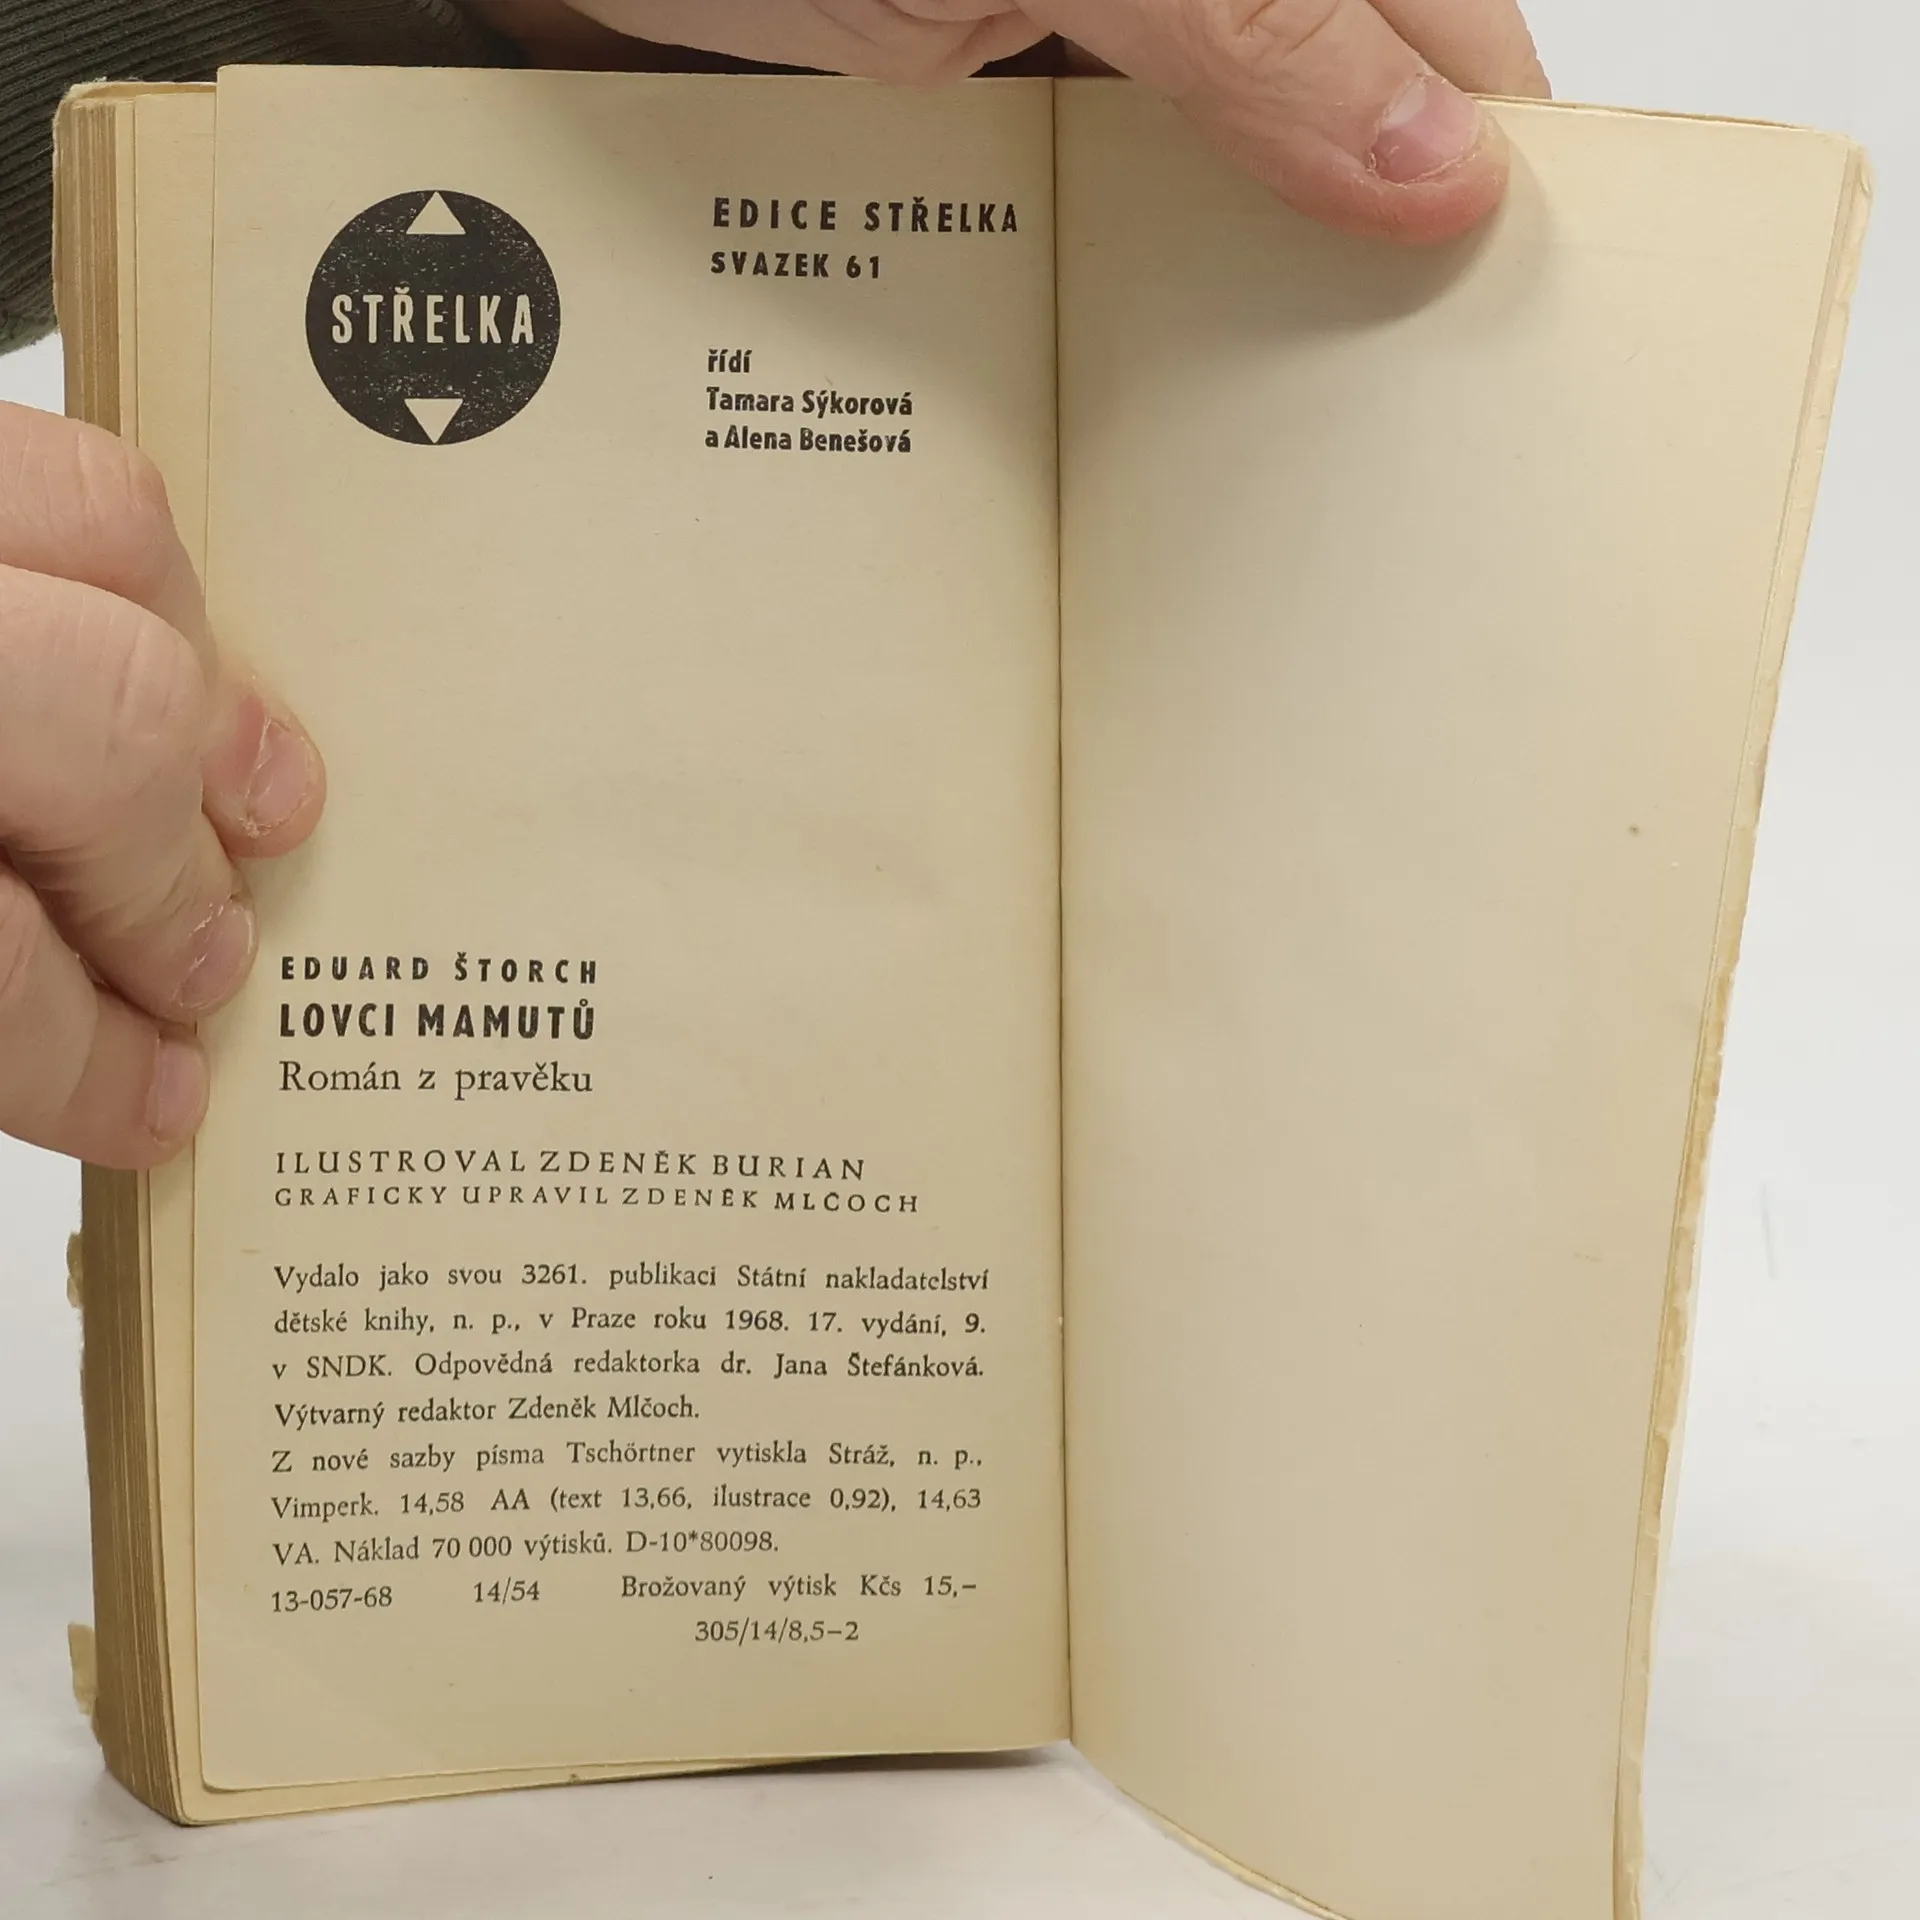 STŘELKA
EDICE STŘELKA
SVAZEK 61
řídí
Tamara Sýkorová
a Alena Benešová
EDUARD ŠTORCH
LOVCI MAMUTŮ
Román z pravěku
ILUSTROVAL ZDENĚK BURIAN
GRAFICKY UPRAVIL ZDENĚK MLČOCH
Vydalo jako svou 3261. publikaci Státní nakladatelství
dětské knihy, n. p., v Praze roku 1968. 17. vydání, 9.
v SNDK. Odpovědná redaktorka dr. Jana Štefánková.
Výtvarný redaktor Zdeněk Mlčoch.
Z nové sazby písma Tschörtner vytiskla Stráž, n. p.,
Vimperk. 14,58 AA (text 13,66, ilustrace 0,92), 14,63
VA. Náklad 70 000 výtisků. D-10*80098.
13-057-68 14/54 Brožovaný výtisk Kčs 15,–
305/14/8,5–2